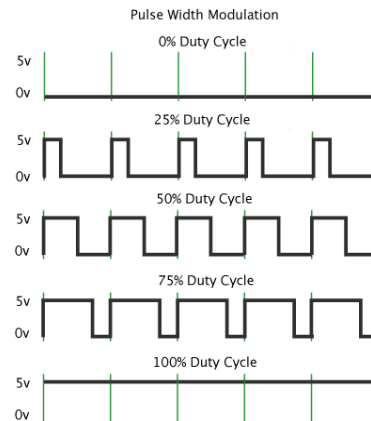 Pulse Width Modulation
0% Duty Cycle
5v
0v
25% Duty Cycle
5v
0v
50% Duty Cycle
5v
0v
75% Duty Cycle
5v
0v
100% Duty Cycle
5v
0v